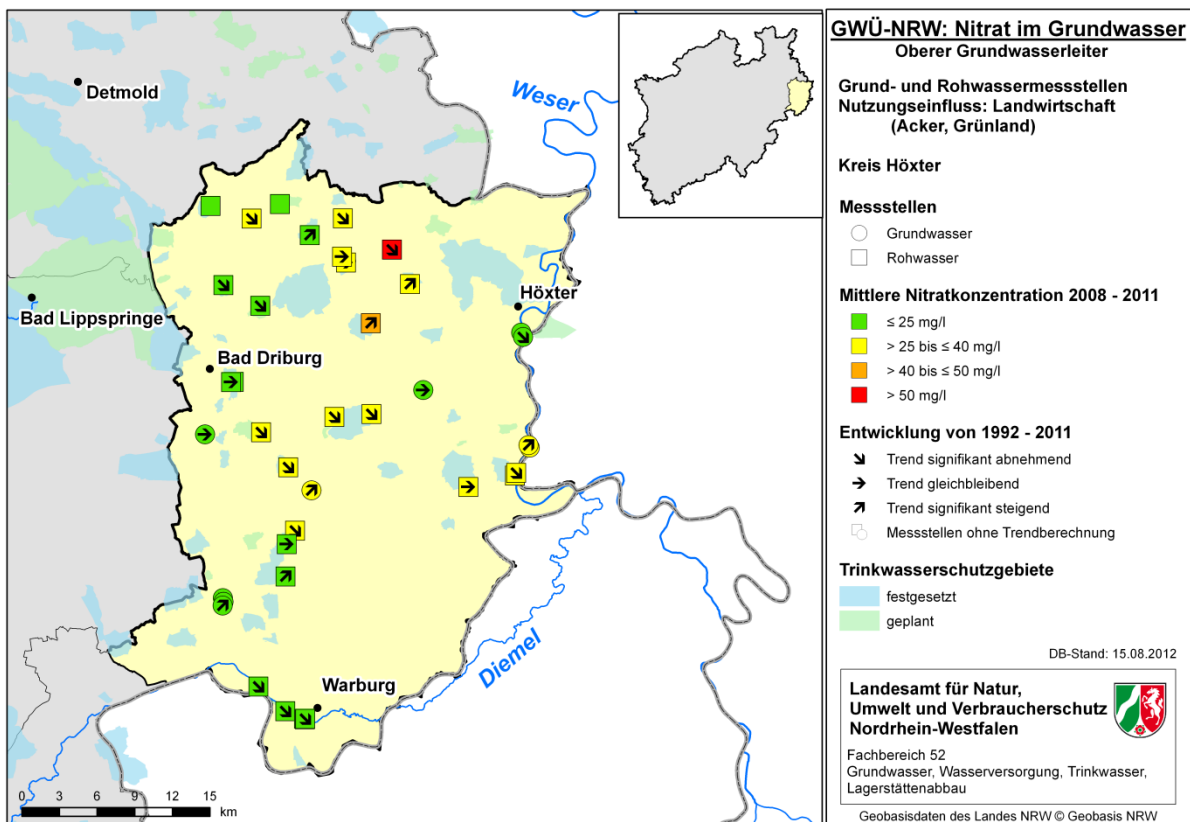 Detmold
Weser
Bad Lippspringe
Höxter
Bad Driburg
Diemel
Warburg
0 3 6 9 12 15
km
GWÜ-NRW: Nitrat im Grundwasser
Oberer Grundwasserleiter
Grund- und Rohwassermessstellen
Nutzungseinfluss: Landwirtschaft
(Acker, Grünland)
Kreis Höxter
Messstellen
Grundwasser
Rohwasser
Mittlere Nitratkonzentration 2008 - 2011
≤ 25 mg/l
> 25 bis ≤ 40 mg/l
> 40 bis ≤ 50 mg/l
> 50 mg/l
Entwicklung von 1992 - 2011
Trend signifikant abnehmend
Trend gleichbleibend
Trend signifikant steigend
Messstellen ohne Trendberechnung
Trinkwasserschutzgebiete
festgesetzt
geplant
DB-Stand: 15.08.2012
Landesamt für Natur,
Umwelt und Verbraucherschutz
Nordrhein-Westfalen
Fachbereich 52
Grundwasser, Wasserversorgung, Trinkwasser,
Lagerstättenabbau
Geobasisdaten des Landes NRW © Geobasis NRW